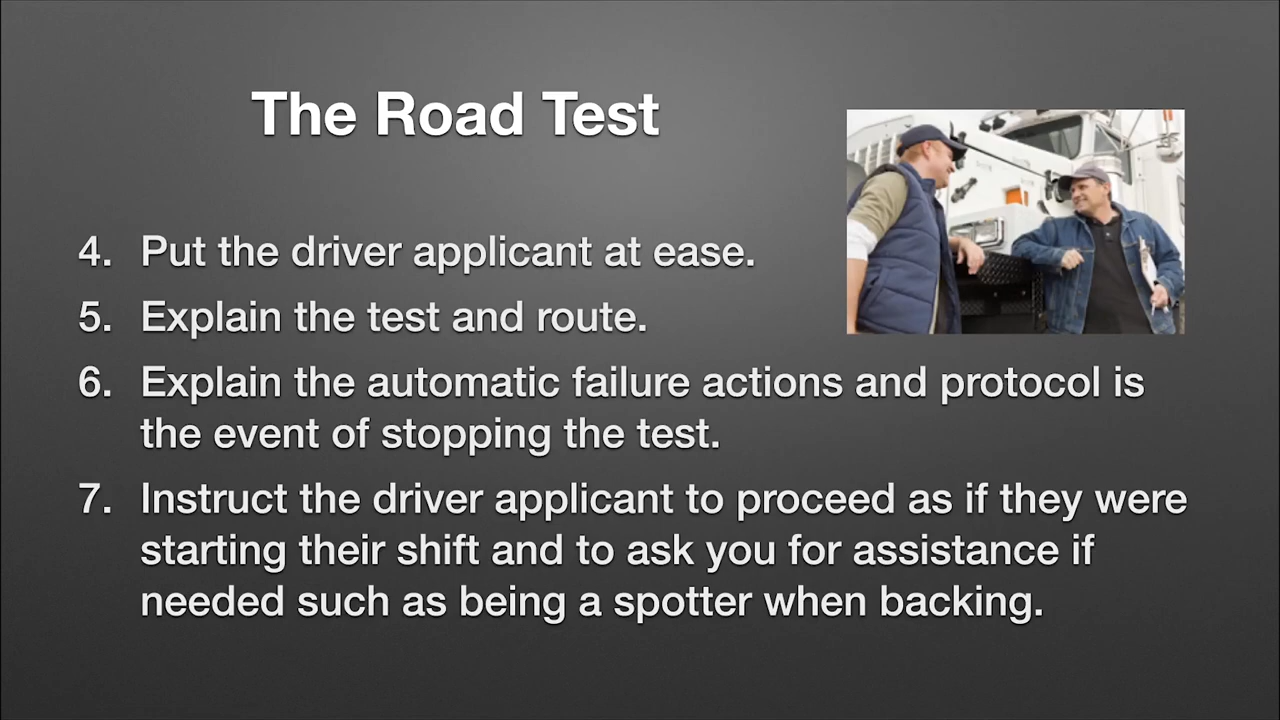 The Road Test
4. Put the driver applicant at ease.
5. Explain the test and route.
6. Explain the automatic failure actions and protocol is
the event of stopping the test.
7. Instruct the driver applicant to proceed as if they were
starting their shift and to ask you for assistance if
needed such as being a spotter when backing.